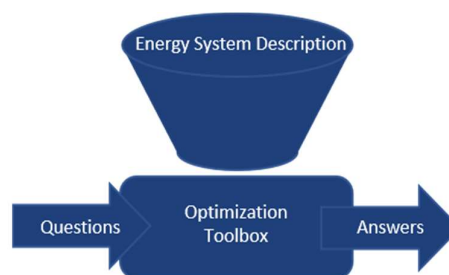 Energy System Description
Questions
Optimization
Toolbox
Answers